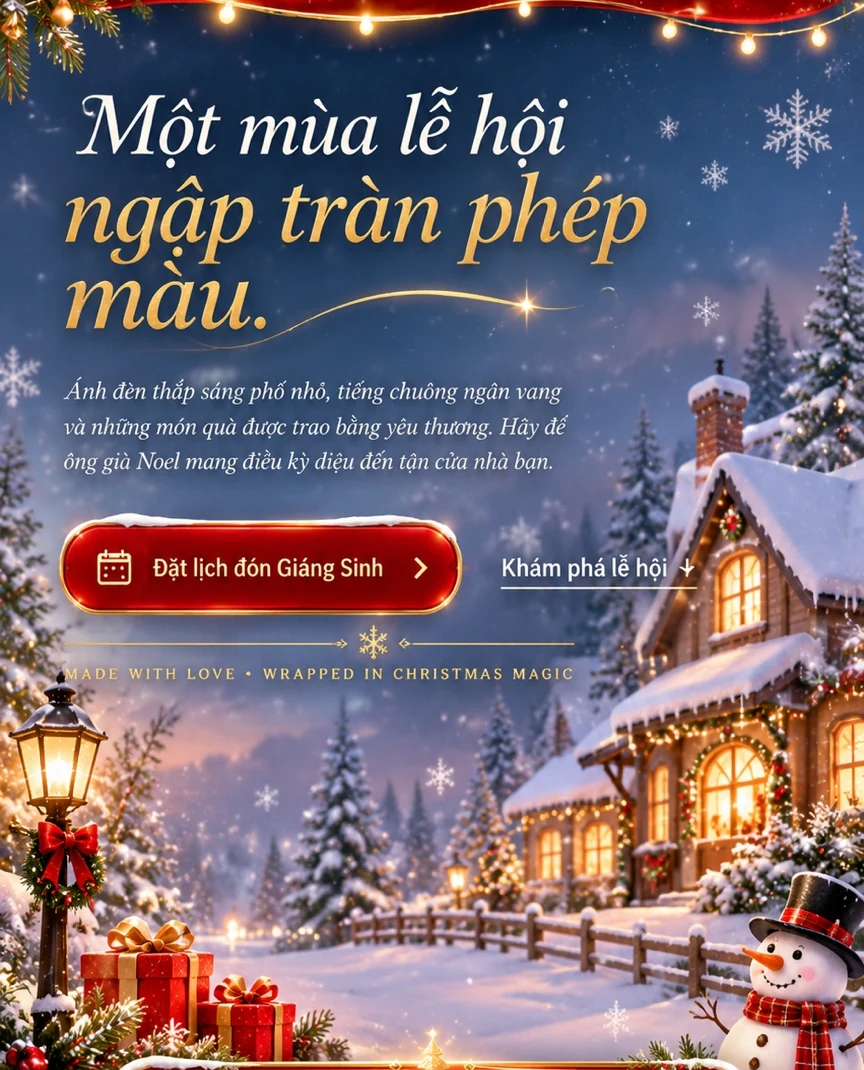 Một mùa lễ hội
ngập tràn phép
màu.
Ánh đèn thắp sáng phố nhỏ, tiếng chuông ngân vang
và những món quà được trao bằng yêu thương. Hãy để
ông già Noel mang điều kỳ diệu đến tận cửa nhà bạn.
Đặt lịch đón Giáng Sinh
Khám phá lễ hội ↓
MADE WITH LOVE • WRAPPED IN CHRISTMAS MAGIC